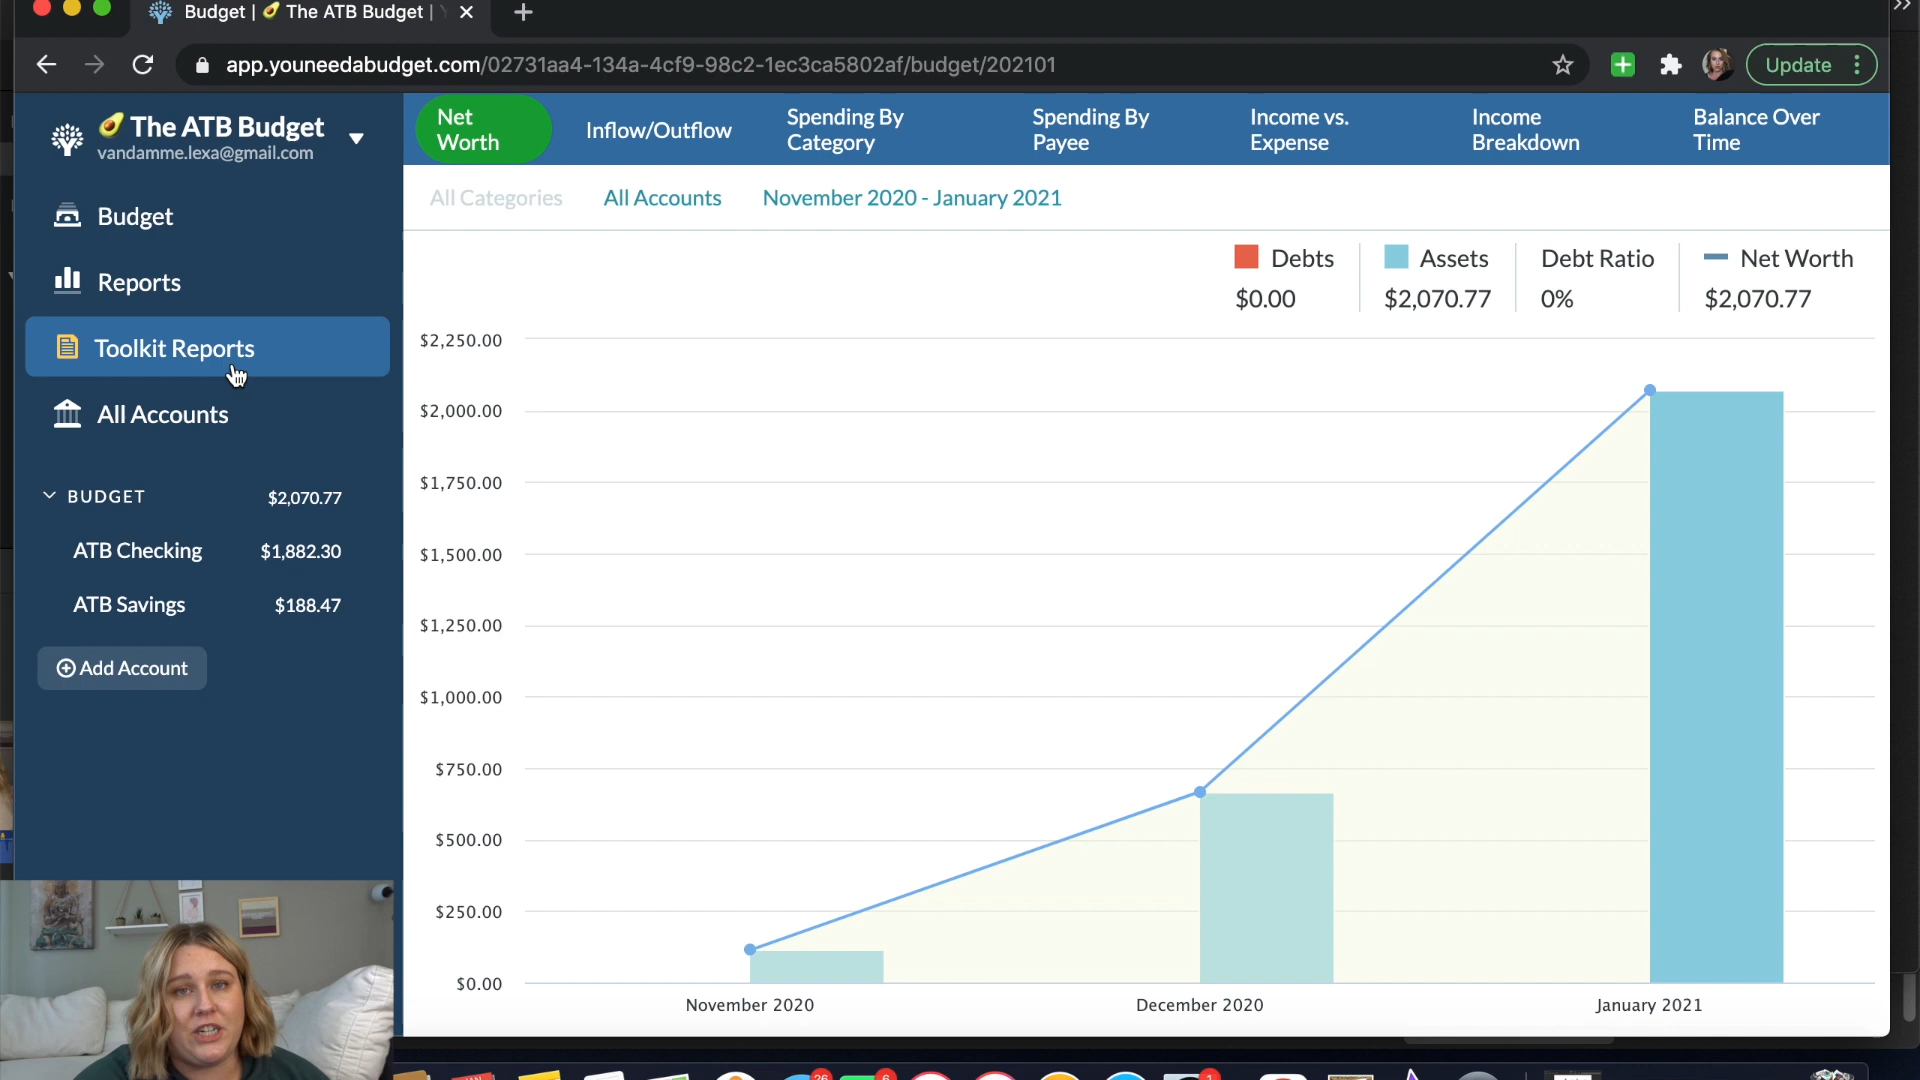 Budget | 🥑 The ATB Budget |
app.youneedabudget.com/02731aa4-134a-4cf9-98c2-1ec3ca5802af/budget/202101
Update
🥑 The ATB Budget
vandamme.lexa@gmail.com
Budget
Reports
Toolkit Reports
All Accounts
BUDGET $2,070.77
ATB Checking $1,882.30
ATB Savings $188.47
Add Account
Net Worth
Inflow/Outflow
Spending By Category
Spending By Payee
Income vs. Expense
Income Breakdown
Balance Over Time
All Categories All Accounts November 2020 - January 2021
Debts Assets Debt Ratio Net Worth
$0.00 $2,070.77 0% $2,070.77
$2,250.00
$2,000.00
$1,750.00
$1,500.00
$1,250.00
$1,000.00
$750.00
$500.00
$250.00
$0.00
November 2020 December 2020 January 2021
26 6 1